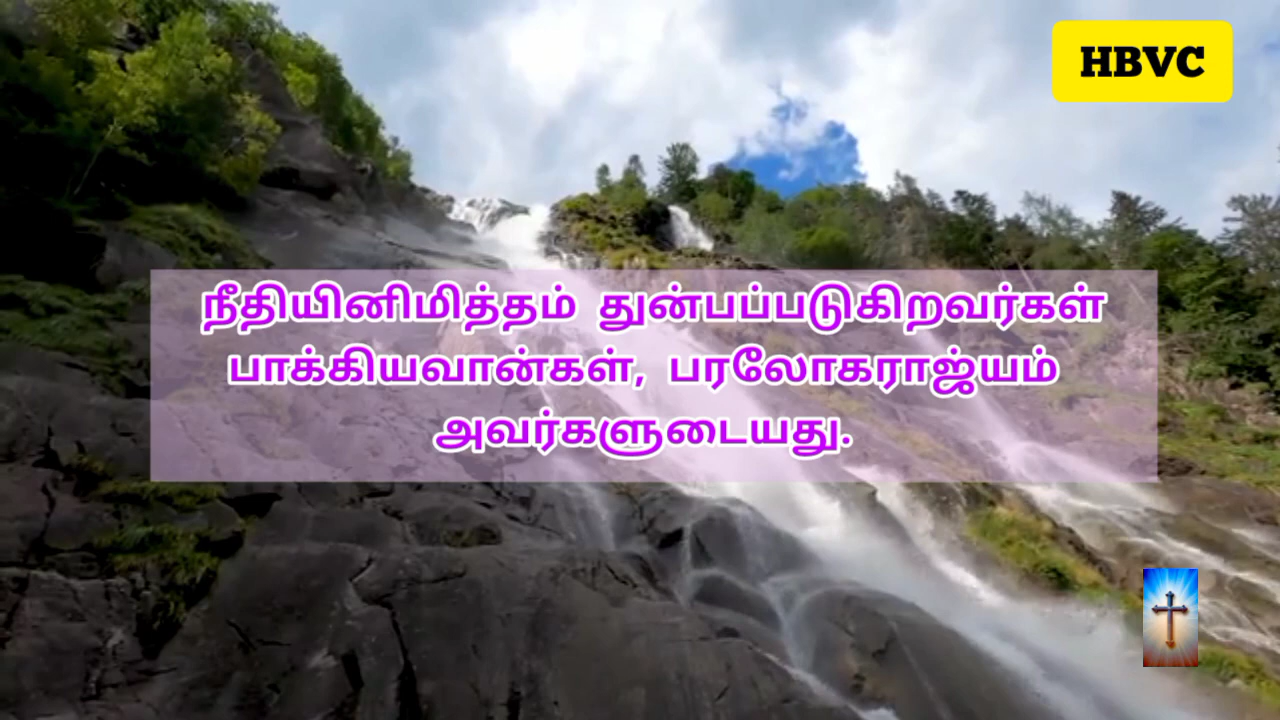 HBVC
நீதியினிமித்தம் துன்பப்படுகிறவர்கள்
பாக்கியவான்கள், பரலோகராஜ்யம்
அவர்களுடையது.